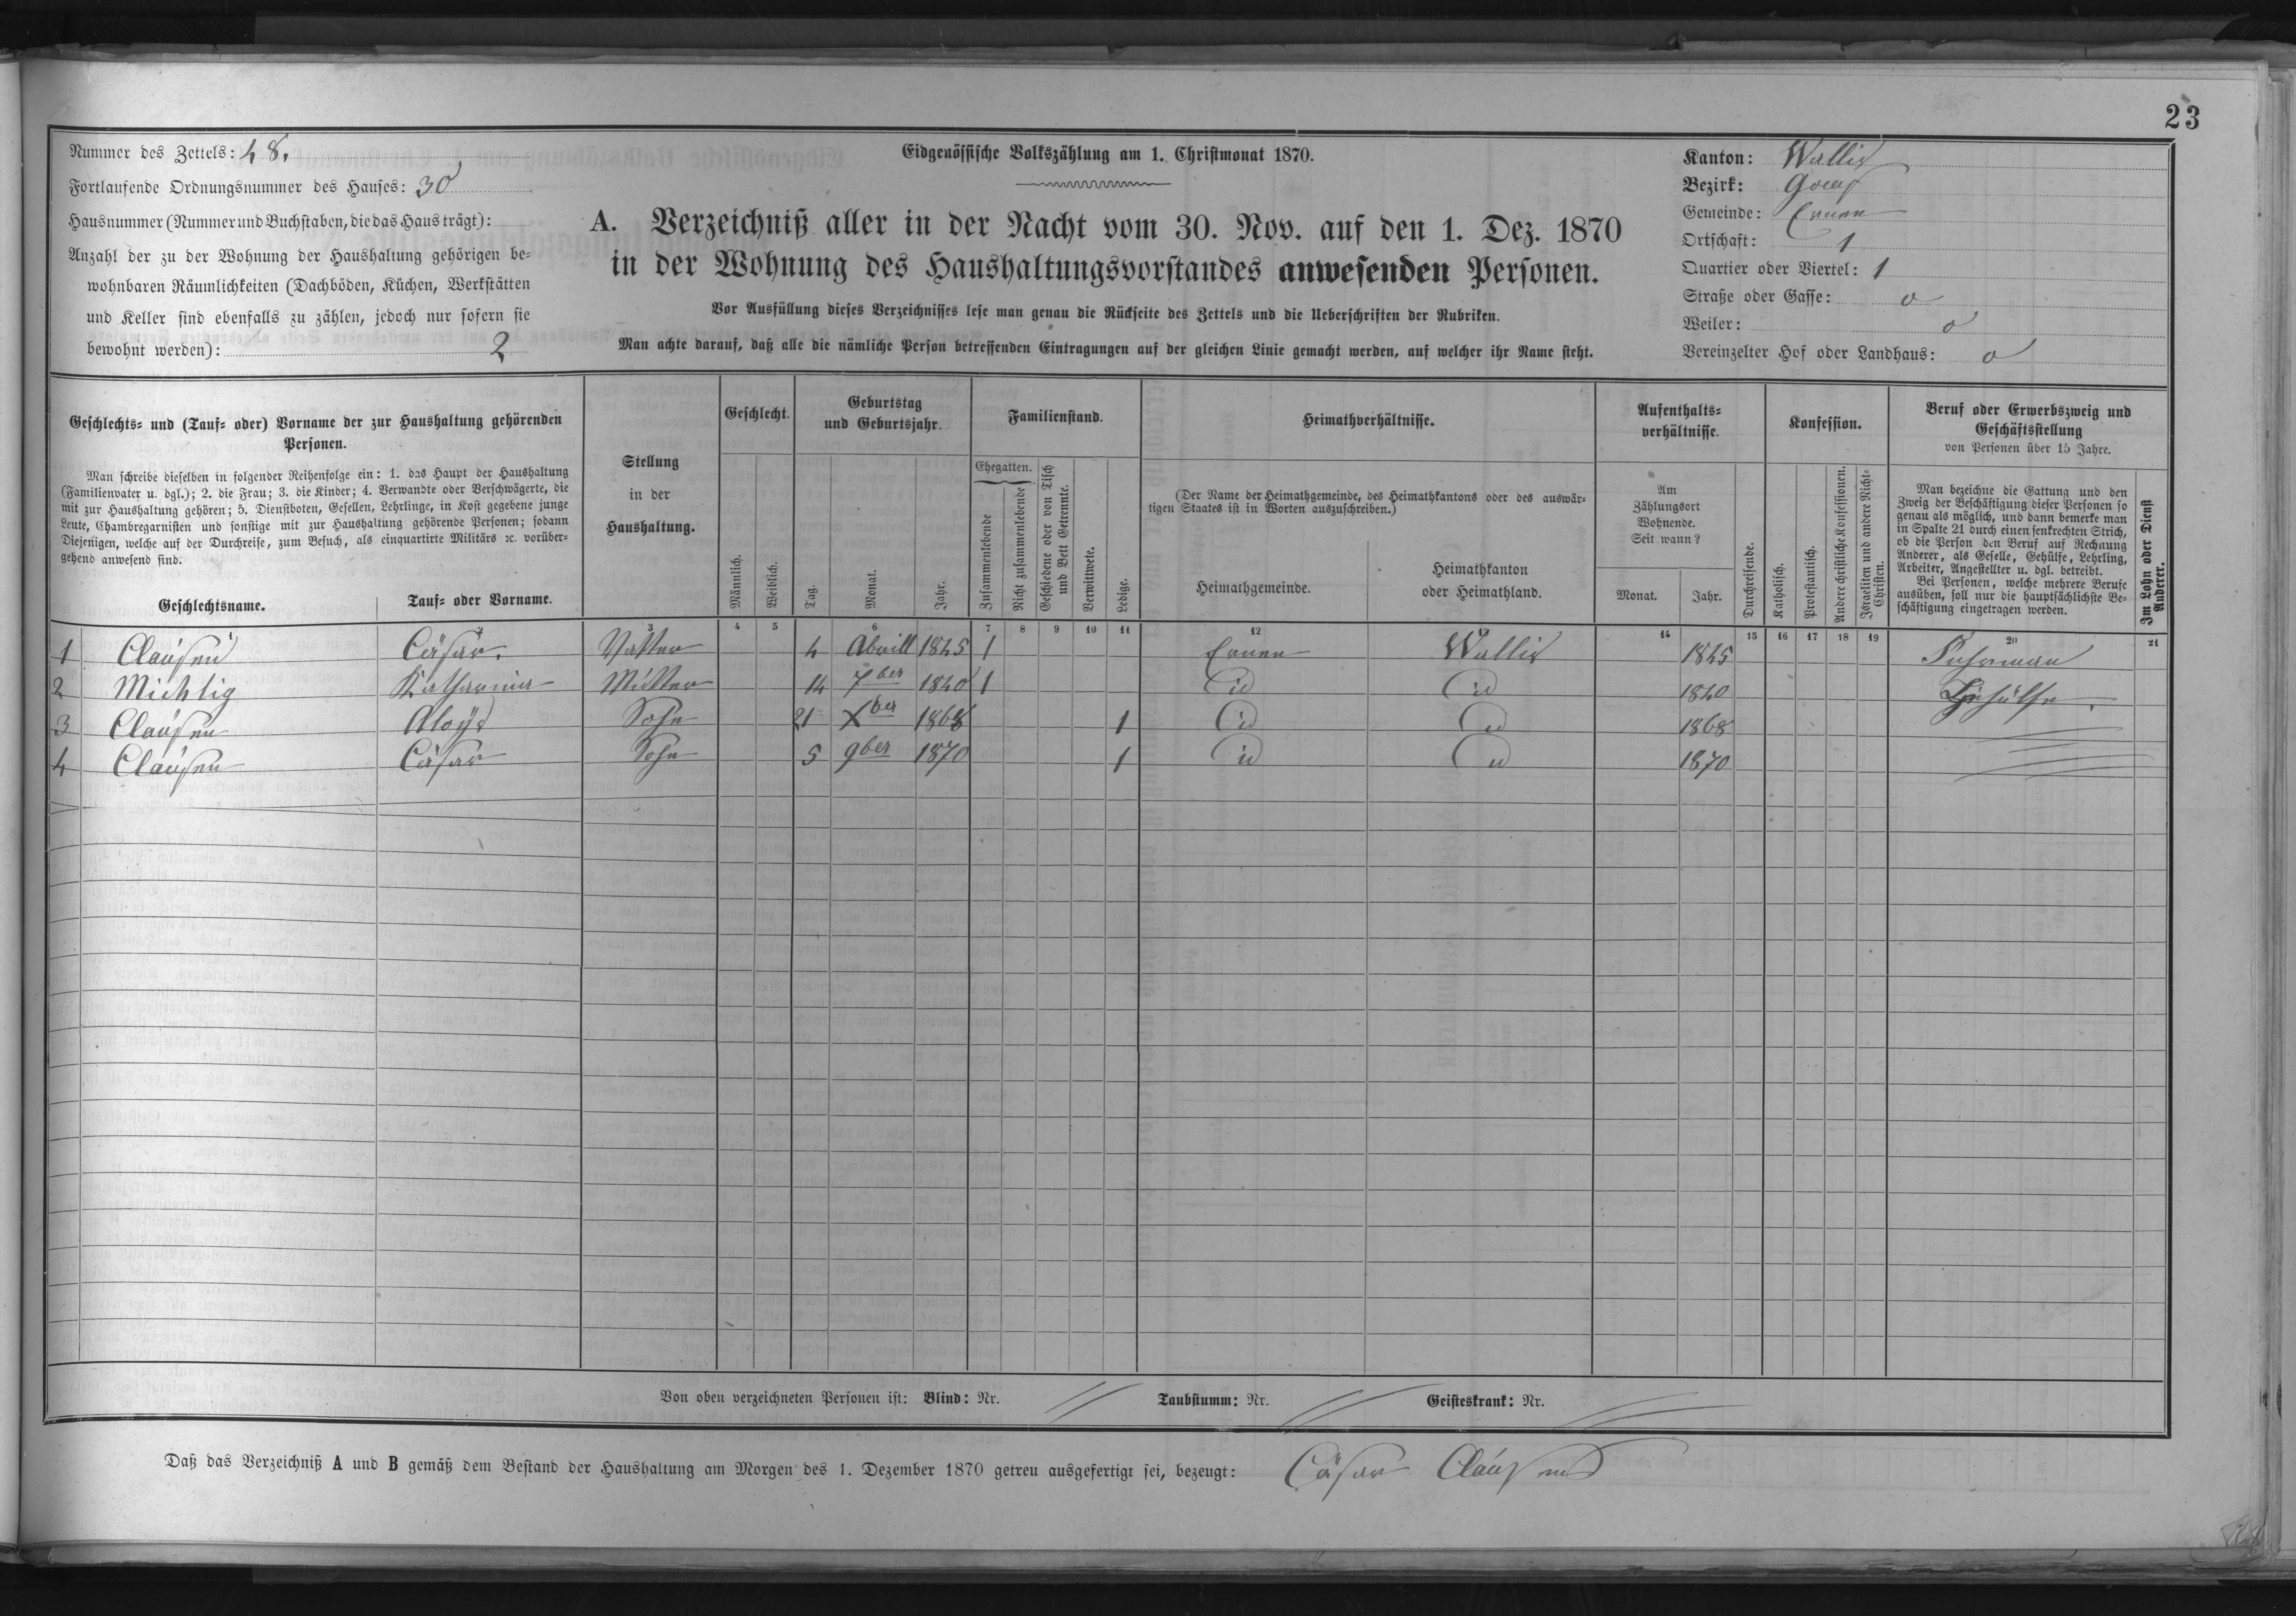 23
Nummer des Zettels: 48.
Fortlaufende Ordnungsnummer des Hauses: 30
Hausnummer (Nummer und Buchstaben, die das Haus trägt):
Anzahl der zu der Wohnung der Haushaltung gehörigen be-
wohnbaren Räumlichkeiten (Dachböden, Küchen, Werkstätten
und Keller sind ebenfalls zu zählen, jedoch nur sofern sie
bewohnt werden): 2
Eidgenössische Volkszählung am 1. Christmonat 1870.
A. Verzeichniß aller in der Nacht vom 30. Nov. auf den 1. Dez. 1870
in der Wohnung des Haushaltungsvorstandes anwesenden Personen.
Vor Ausfüllung dieses Verzeichnisses lese man genau die Rückseite des Zettels und die Ueberschriften der Rubriken.
Man achte darauf, daß alle die nämliche Person betreffenden Eintragungen auf der gleichen Linie gemacht werden, auf welcher ihr Name steht.
Kanton: Wallis
Bezirk: Goms
Gemeinde: Ernen
Ortschaft: 1
Quartier oder Viertel: 1
Straße oder Gasse: o
Weiler: o
Vereinzelter Hof oder Landhaus: o
Geschlechts- und (Tauf- oder) Vorname der zur Haushaltung gehörenden
Personen.
Man schreibe dieselben in folgender Reihenfolge ein: 1. das Haupt der Haushaltung
(Familienvater u. dgl.); 2. die Frau; 3. die Kinder; 4. Verwandte oder Verschwägerte, die
mit zur Haushaltung gehören; 5. Dienstboten, Gesellen, Lehrlinge, in Kost gegebene junge
Leute, Chambregarnisten und sonstige mit zur Haushaltung gehörende Personen; sodann
Diejenigen, welche auf der Durchreise, zum Besuch, als einquartirte Militärs ꝛc. vorüber-
gehend anwesend sind.
Geschlechtsname.
Tauf- oder Vorname.
Stellung
in der
Haushaltung.
Geschlecht.
Männlich.
Weiblich.
Geburtstag
und Geburtsjahr.
Tag.
Monat.
Jahr.
Familienstand.
Ehegatten.
Zusammenlebende
Nicht zusammenlebende
Geschiedene oder von Tisch
und Bett Getrennte.
Verwittwete.
Ledige.
Heimathverhältnisse.
(Der Name der Heimathgemeinde, des Heimathkantons oder des auswär-
tigen Staates ist in Worten auszuschreiben.)
Heimathgemeinde.
Heimathkanton
oder Heimathland.
Aufenthalts-
verhältnisse.
Am
Zählungsort
Wohnende.
Seit wann?
Monat.
Jahr.
Durchreisende.
Konfession.
Katholisch.
Protestantisch.
Andere christliche Konfessionen.
Israeliten und andere Nicht-
Christen.
Beruf oder Erwerbszweig und
Geschäftsstellung
von Personen über 15 Jahre.
Man bezeichne die Gattung und den
Zweig der Beschäftigung dieser Personen so
genau als möglich, und dann bemerke man
in Spalte 21 durch einen senkrechten Strich,
ob die Person den Beruf auf Rechnung
Anderer, als Geselle, Gehülfe, Lehrling,
Arbeiter, Angestellter u. dgl. betreibt.
Bei Personen, welche mehrere Berufe
ausüben, soll nur die hauptsächlichste Be-
schäftigung eingetragen werden.
Im Lohn oder Dienst
Anderer.
2 3 4 5 6 7 8 9 10 11 12 13 14 15 16 17 18 19 20 21
1 Clausen Cäsar. Vatter 4 Abrill 1845 1 Ernen Wallis 1845 Fuhrman
2 Michlig Katharina Mutter 14 7ber 1840 1 id id 1840 Gehülfe.
3 Clausen Aloys Sohn 21 Xber 1868 1 id id 1868
4 Clausen Cäsar Sohn 5 9ber 1870 1 id id 1870
Von oben verzeichneten Personen ist: Blind: Nr. Taubstumm: Nr. Geisteskrank: Nr.
Daß das Verzeichniß A und B gemäß dem Bestand der Haushaltung am Morgen des 1. Dezember 1870 getreu ausgefertigt sei, bezeugt: Cäsar Clausen